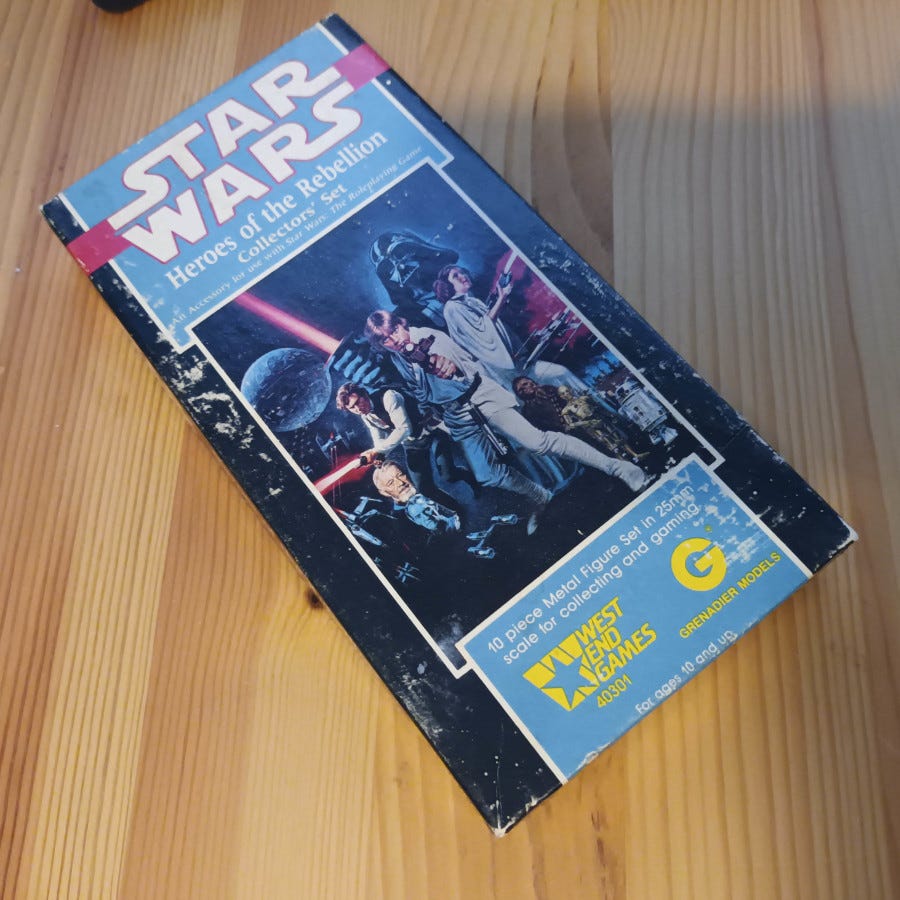 STAR
WARS
Heroes of the Rebellion
Collectors' Set
An Accessory for use with Star Wars: The Roleplaying Game
10 piece Metal Figure Set in 25mm
scale for collecting and gaming
WEST
END
GAMES
40301
G
GRENADIER MODELS
For ages 10 and up